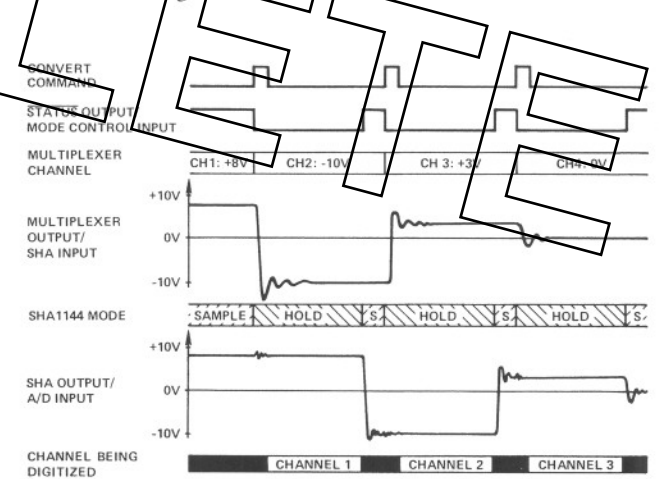 CONVERT
COMMAND
STATUS OUTPUT
MODE CONTROL INPUT
MULTIPLEXER
CHANNEL
CH1: +8V CH2: -10V CH 3: +3V CH4: 0V
+10V
MULTIPLEXER
OUTPUT/
SHA INPUT
0V
-10V
SHA1144 MODE
SAMPLE HOLD S HOLD S HOLD S
+10V
SHA OUTPUT/
A/D INPUT
0V
-10V
CHANNEL BEING
DIGITIZED
CHANNEL 1 CHANNEL 2 CHANNEL 3